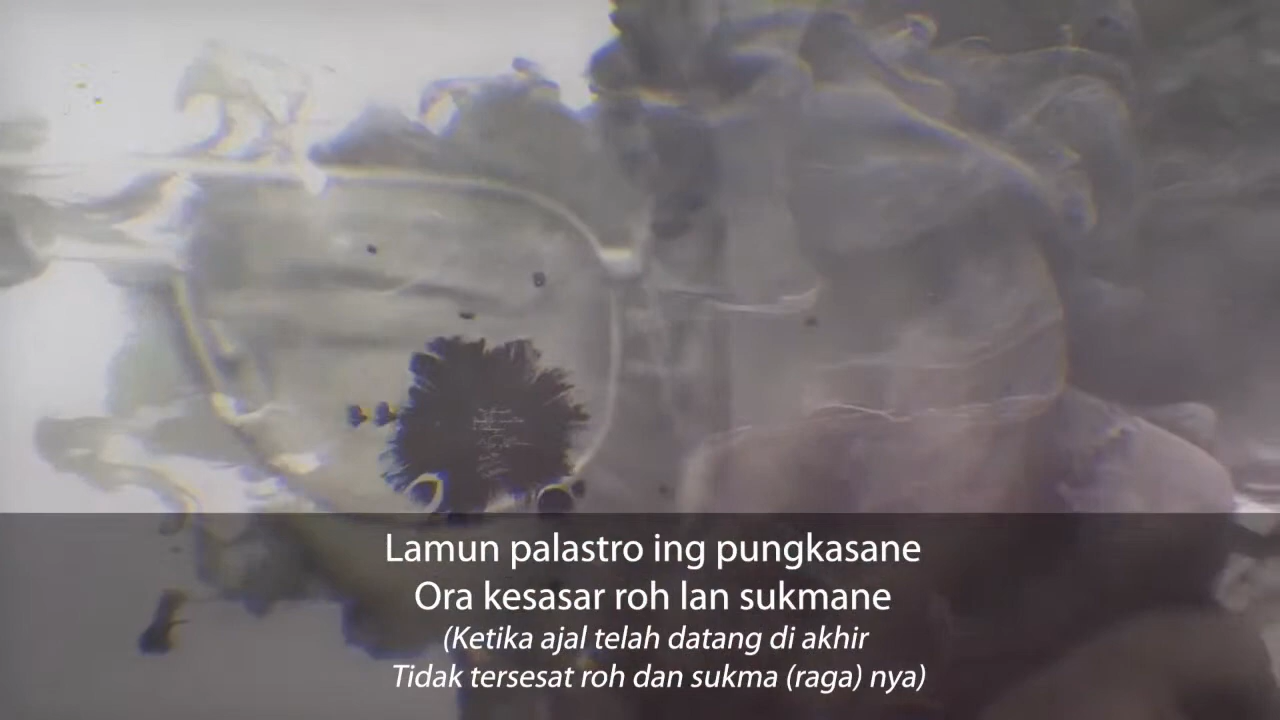 Lamun palastro ing pungkasane
Ora kesasar roh lan sukmane
(Ketika ajal telah datang di akhir
Tidak tersesat roh dan sukma (raga) nya)